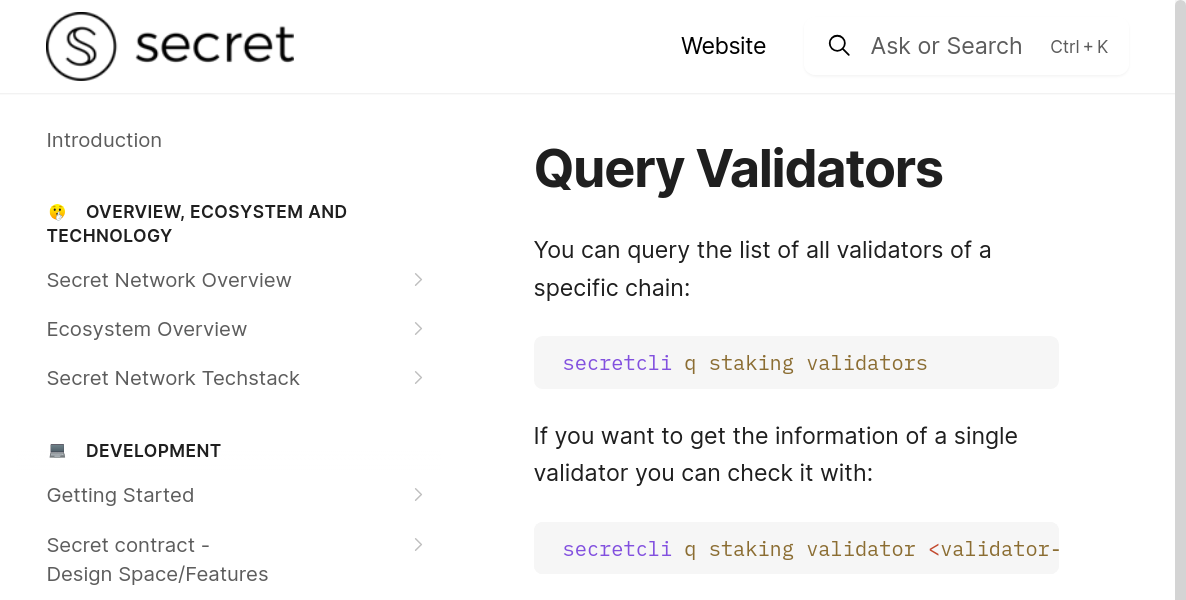 secret
Website
Ask or Search Ctrl + K
Introduction
OVERVIEW, ECOSYSTEM AND
TECHNOLOGY
Secret Network Overview
Ecosystem Overview
Secret Network Techstack
DEVELOPMENT
Getting Started
Secret contract -
Design Space/Features
Query Validators
You can query the list of all validators of a
specific chain:
secretcli q staking validators
If you want to get the information of a single
validator you can check it with:
secretcli q staking validator <validator-